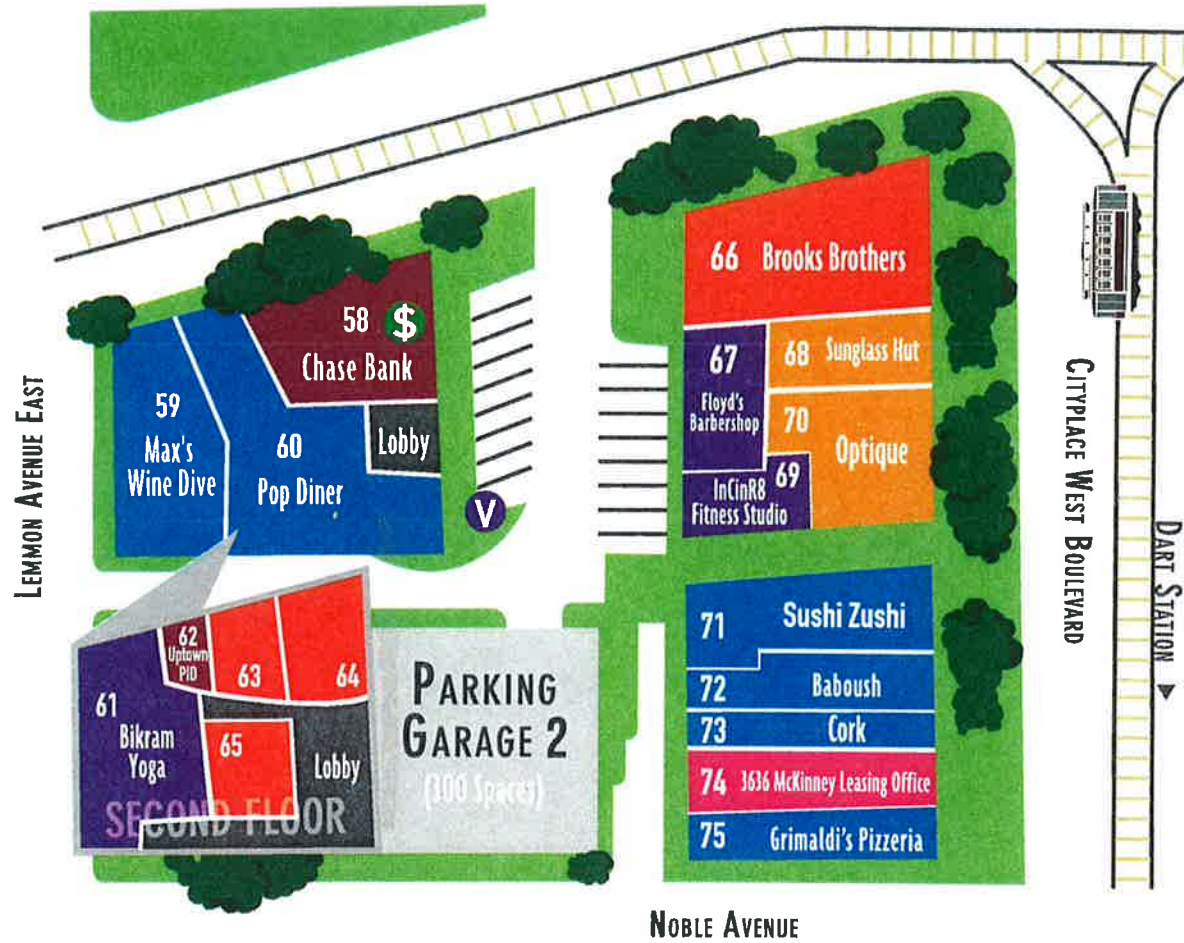 66 Brooks Brothers
58 $
Chase Bank
67
Floyd's
Barbershop
68 Sunglass Hut
59
Max's
Wine Dive
60
Pop Diner
Lobby
70
Optique
InCinR8 69
Fitness Studio
V
LEMMON AVENUE EAST
CITYPLACE WEST BOULEVARD
DART STATION
71 Sushi Zushi
72 Baboush
73 Cork
74 3636 McKinney Leasing Office
75 Grimaldi's Pizzeria
62
Uptown
PID
63
64
61
Bikram
Yoga
65
Lobby
SECOND FLOOR
PARKING
GARAGE 2
(300 Spaces)
NOBLE AVENUE